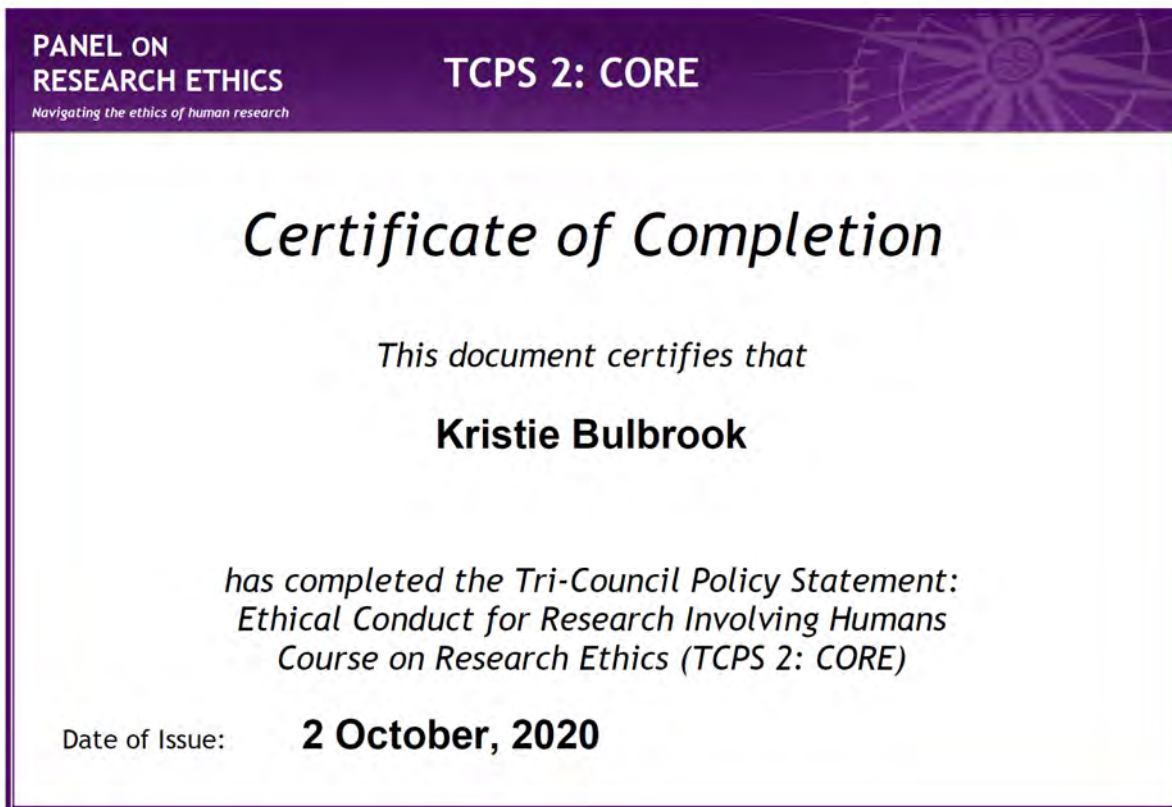 PANEL ON
RESEARCH ETHICS
Navigating the ethics of human research
TCPS 2: CORE
Certificate of Completion
This document certifies that
Kristie Bulbrook
has completed the Tri-Council Policy Statement:
Ethical Conduct for Research Involving Humans
Course on Research Ethics (TCPS 2: CORE)
Date of Issue: 2 October, 2020